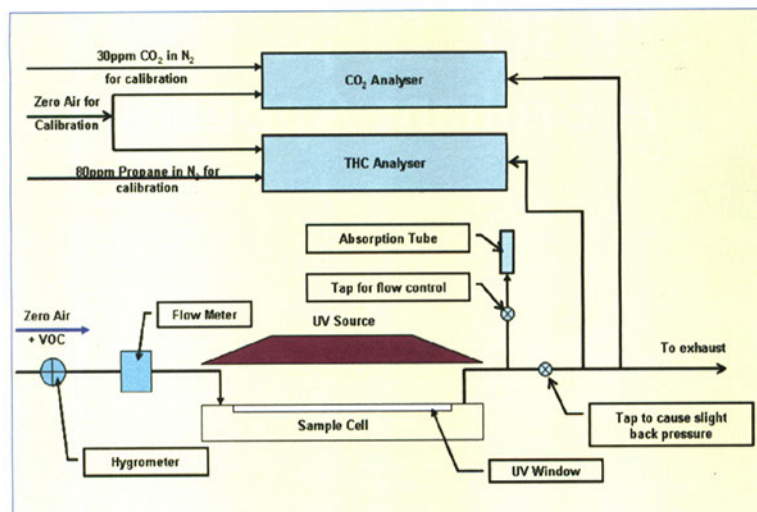 30ppm CO₂ in N₂
for calibration
CO₂ Analyser
Zero Air for
Calibration
THC Analyser
80ppm Propane in N₂ for
calibration
Absorption Tube
Tap for flow control
Zero Air
+ VOC
Flow Meter
UV Source
To exhaust
Sample Cell
Tap to cause slight
back pressure
Hygrometer
UV Window